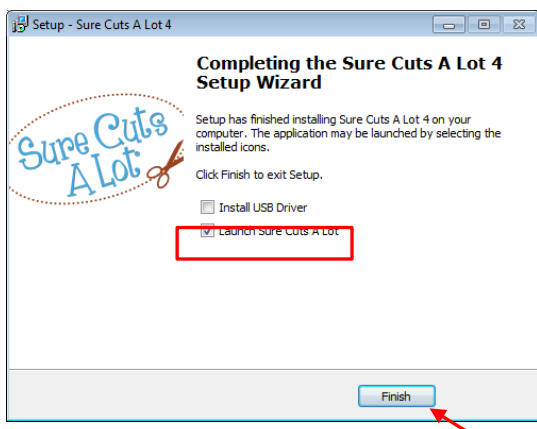 Setup - Sure Cuts A Lot 4
Completing the Sure Cuts A Lot 4
Setup Wizard
Setup has finished installing Sure Cuts A Lot 4 on your
computer. The application may be launched by selecting the
installed icons.
Click Finish to exit Setup.
Sure Cuts
A Lot
Install USB Driver
Launch Sure Cuts A Lot
Finish